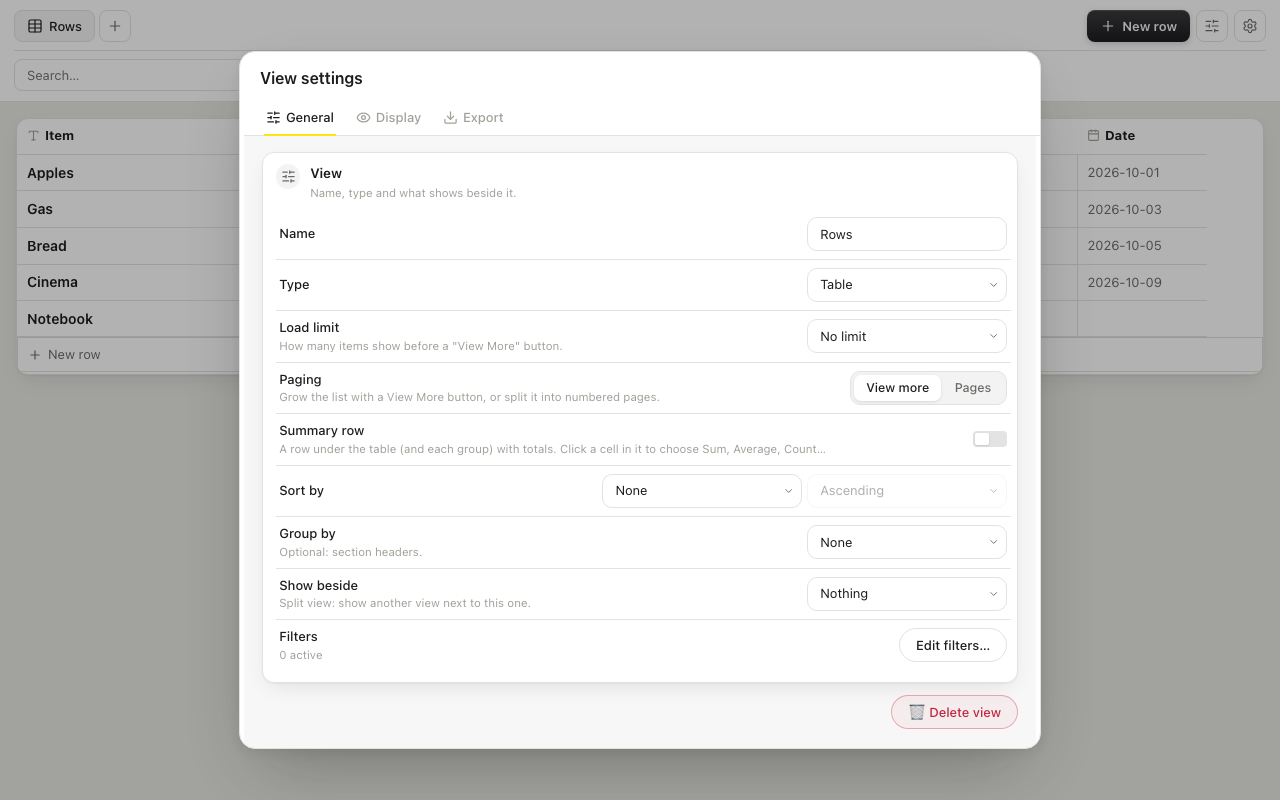 Rows
New row
Search...
View settings
General
Display
Export
Item
Date
Apples
2026-10-01
Gas
2026-10-03
Bread
2026-10-05
Cinema
2026-10-09
Notebook
New row
View
Name, type and what shows beside it.
Name
Rows
Type
Table
Load limit
How many items show before a "View More" button.
No limit
Paging
Grow the list with a View More button, or split it into numbered pages.
View more
Pages
Summary row
A row under the table (and each group) with totals. Click a cell in it to choose Sum, Average, Count...
Sort by
None
Ascending
Group by
Optional: section headers.
None
Show beside
Split view: show another view next to this one.
Nothing
Filters
0 active
Edit filters...
Delete view